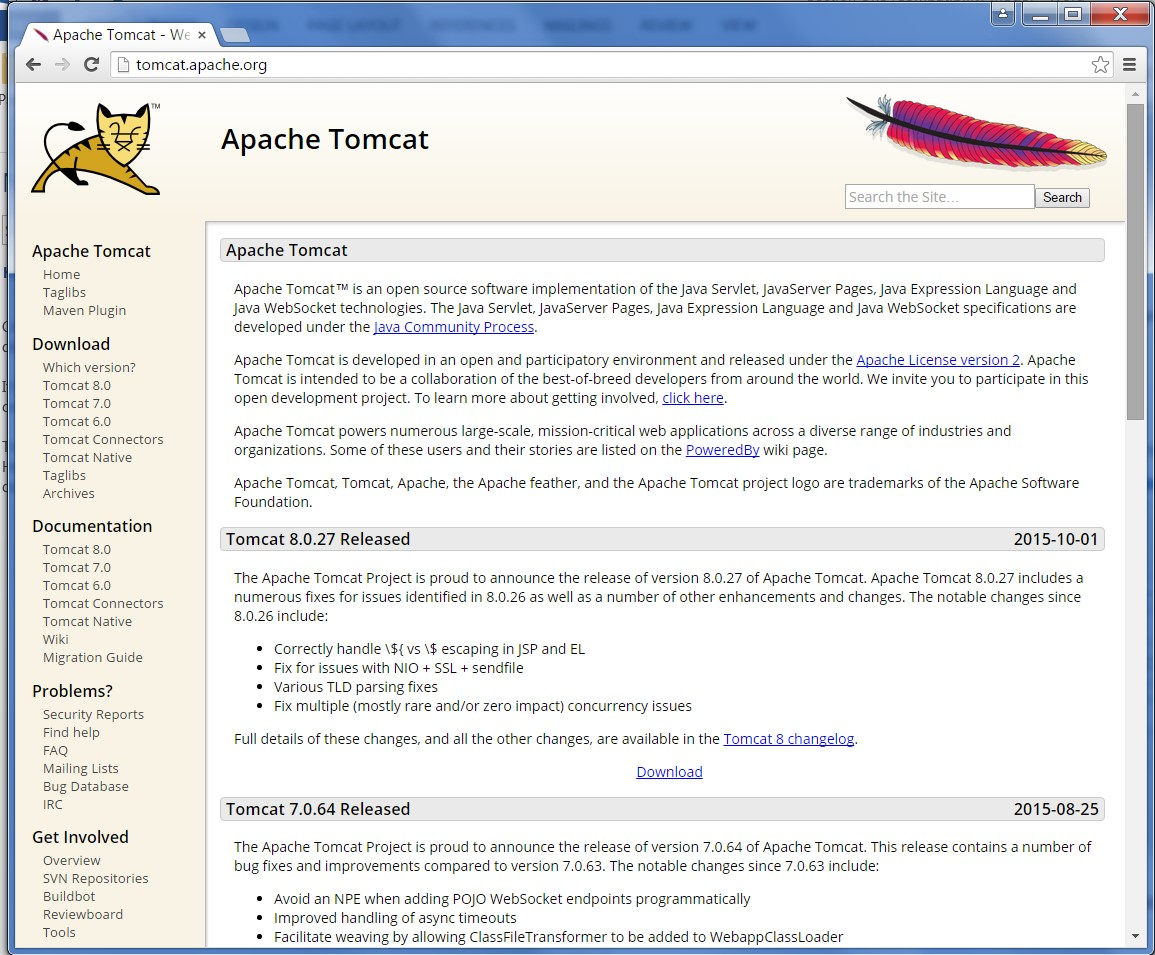 DESIGN PAGE LAYOUT REFERENCES MAILINGS REVIEW VIEW
Apache Tomcat - We
tomcat.apache.org
TM
Apache Tomcat
Search the Site...
Search
Apache Tomcat
Home
Taglibs
Maven Plugin
Download
Which version?
Tomcat 8.0
Tomcat 7.0
Tomcat 6.0
Tomcat Connectors
Tomcat Native
Taglibs
Archives
Documentation
Tomcat 8.0
Tomcat 7.0
Tomcat 6.0
Tomcat Connectors
Tomcat Native
Wiki
Migration Guide
Problems?
Security Reports
Find help
FAQ
Mailing Lists
Bug Database
IRC
Get Involved
Overview
SVN Repositories
Buildbot
Reviewboard
Tools
Apache Tomcat
Apache Tomcat™ is an open source software implementation of the Java Servlet, JavaServer Pages, Java Expression Language and
Java WebSocket technologies. The Java Servlet, JavaServer Pages, Java Expression Language and Java WebSocket specifications are
developed under the Java Community Process.
Apache Tomcat is developed in an open and participatory environment and released under the Apache License version 2. Apache
Tomcat is intended to be a collaboration of the best-of-breed developers from around the world. We invite you to participate in this
open development project. To learn more about getting involved, click here.
Apache Tomcat powers numerous large-scale, mission-critical web applications across a diverse range of industries and
organizations. Some of these users and their stories are listed on the PoweredBy wiki page.
Apache Tomcat, Tomcat, Apache, the Apache feather, and the Apache Tomcat project logo are trademarks of the Apache Software
Foundation.
Tomcat 8.0.27 Released 2015-10-01
The Apache Tomcat Project is proud to announce the release of version 8.0.27 of Apache Tomcat. Apache Tomcat 8.0.27 includes a
numerous fixes for issues identified in 8.0.26 as well as a number of other enhancements and changes. The notable changes since
8.0.26 include:
• Correctly handle \${ vs \$ escaping in JSP and EL
• Fix for issues with NIO + SSL + sendfile
• Various TLD parsing fixes
• Fix multiple (mostly rare and/or zero impact) concurrency issues
Full details of these changes, and all the other changes, are available in the Tomcat 8 changelog.
Download
Tomcat 7.0.64 Released 2015-08-25
The Apache Tomcat Project is proud to announce the release of version 7.0.64 of Apache Tomcat. This release contains a number of
bug fixes and improvements compared to version 7.0.63. The notable changes since 7.0.63 include:
• Avoid an NPE when adding POJO WebSocket endpoints programmatically
• Improved handling of async timeouts
• Facilitate weaving by allowing ClassFileTransformer to be added to WebappClassLoader